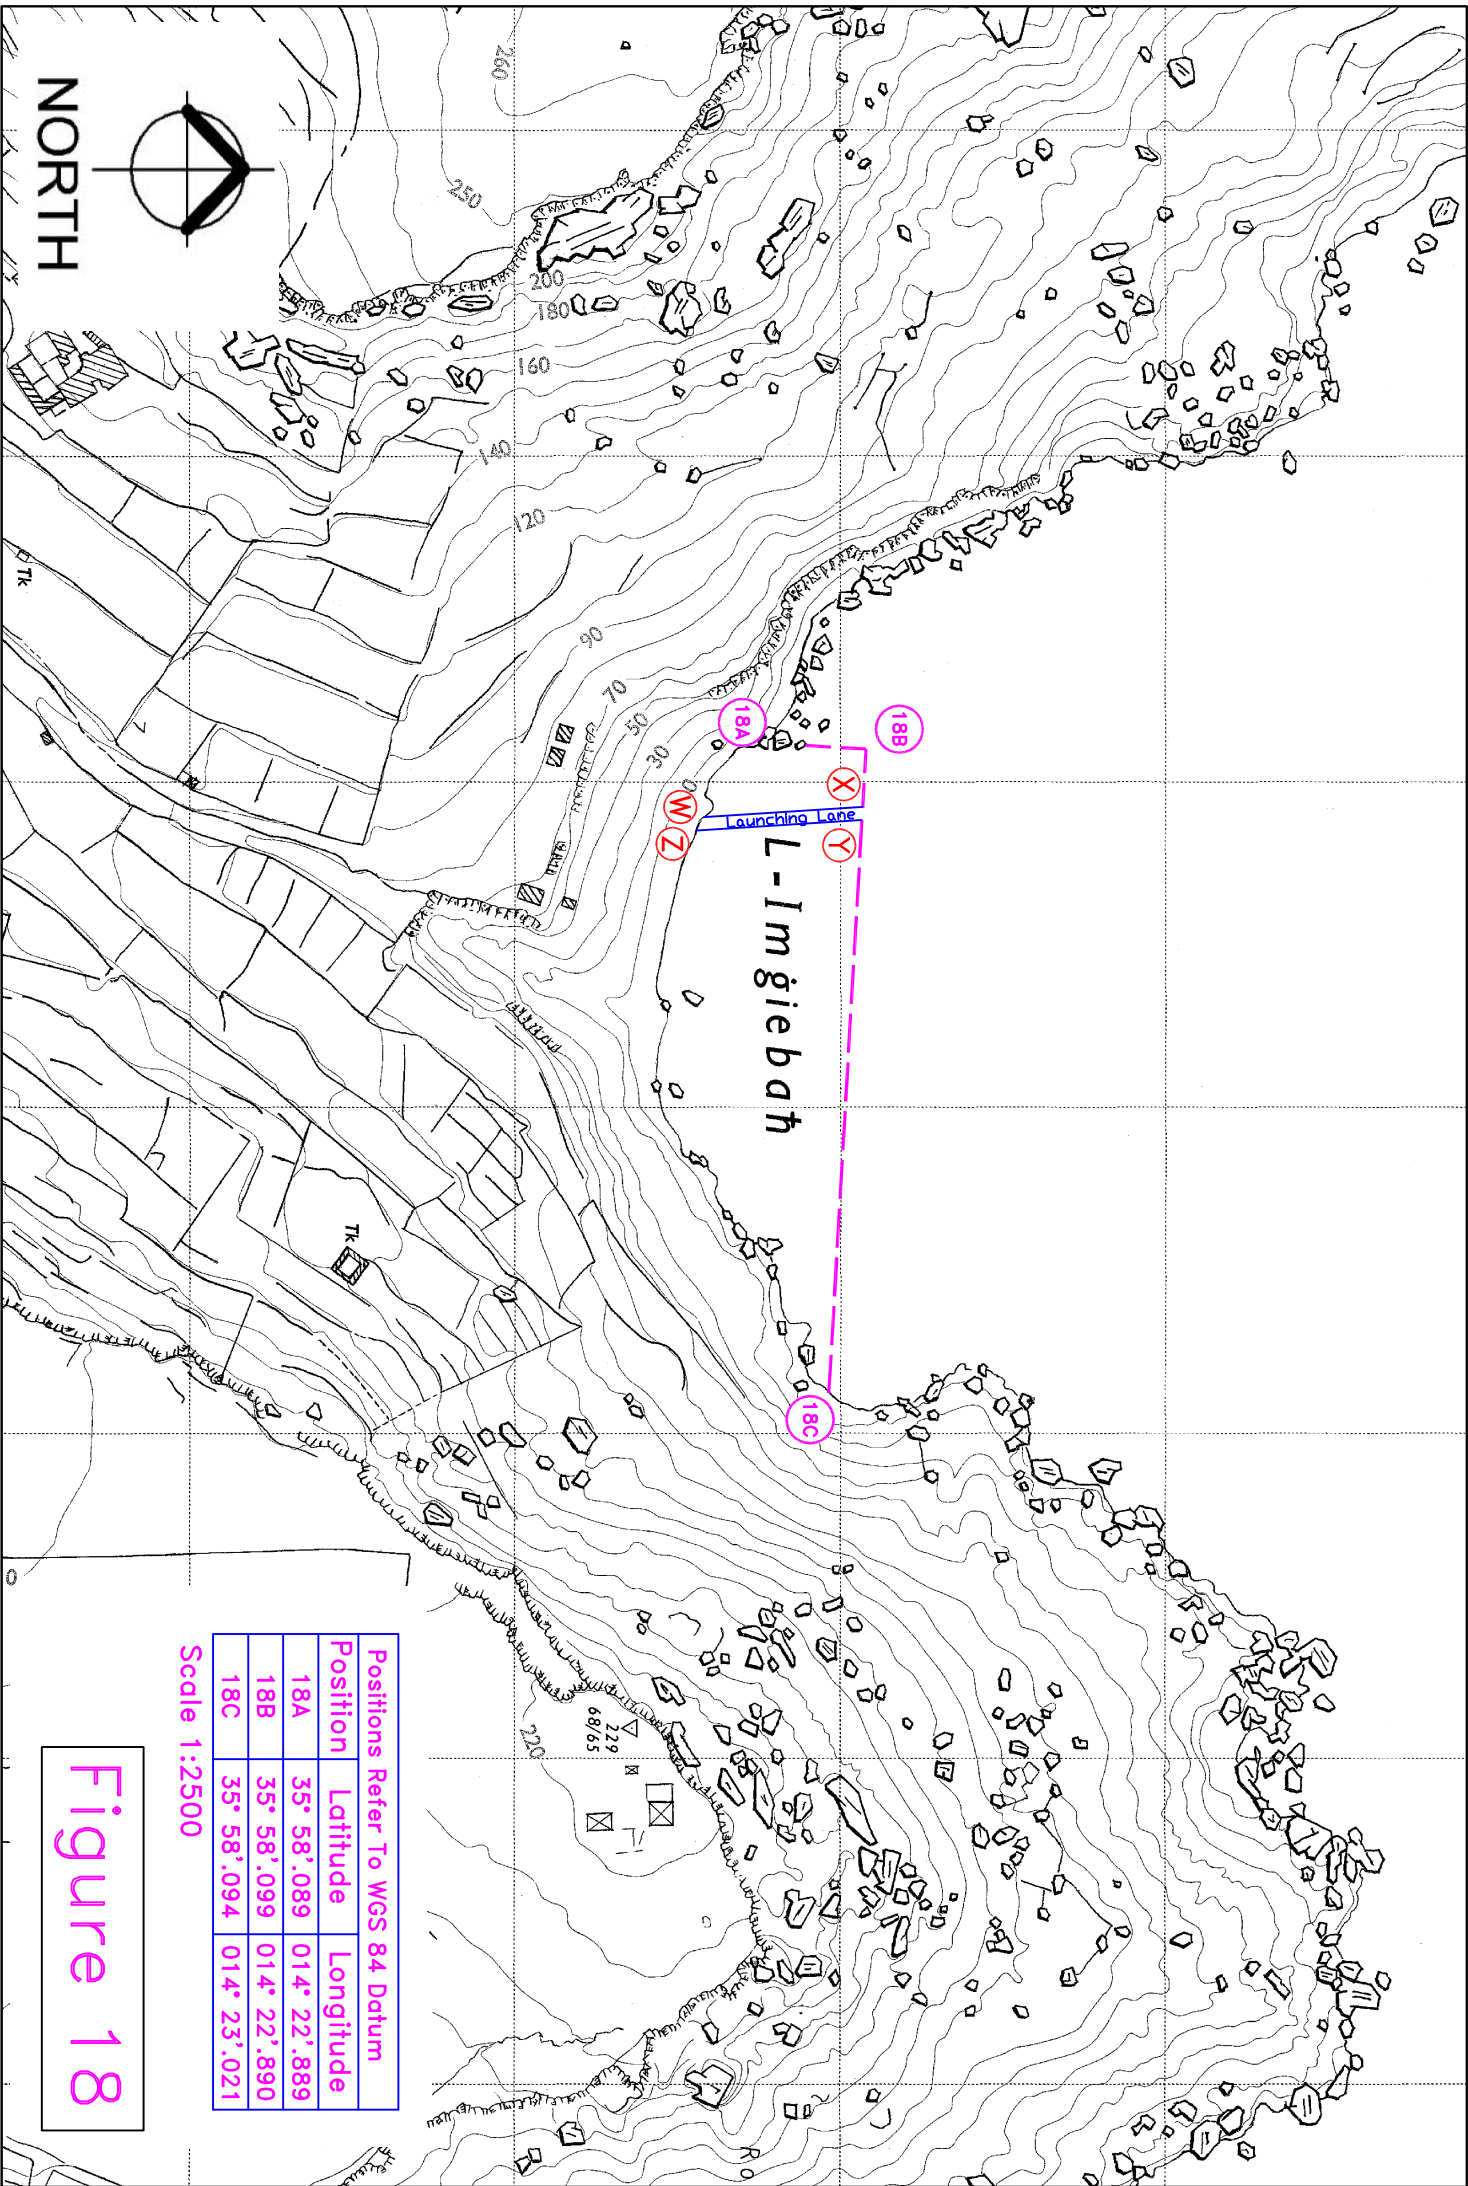 NORTH
260
250
200
180
160
140
120
90
70
50
30
0
Tk
18A
18B
X
W
Launching Lane
Y
Z
L-Imġiebaħ
18C
Tk
0
220
229
68/65
Ro
Positions Refer To WGS 84 Datum
Position Latitude Longitude
18A 35° 58'.089 014° 22'.889
18B 35° 58'.099 014° 22'.890
18C 35° 58'.094 014° 23'.021
Scale 1:2500
Figure 18